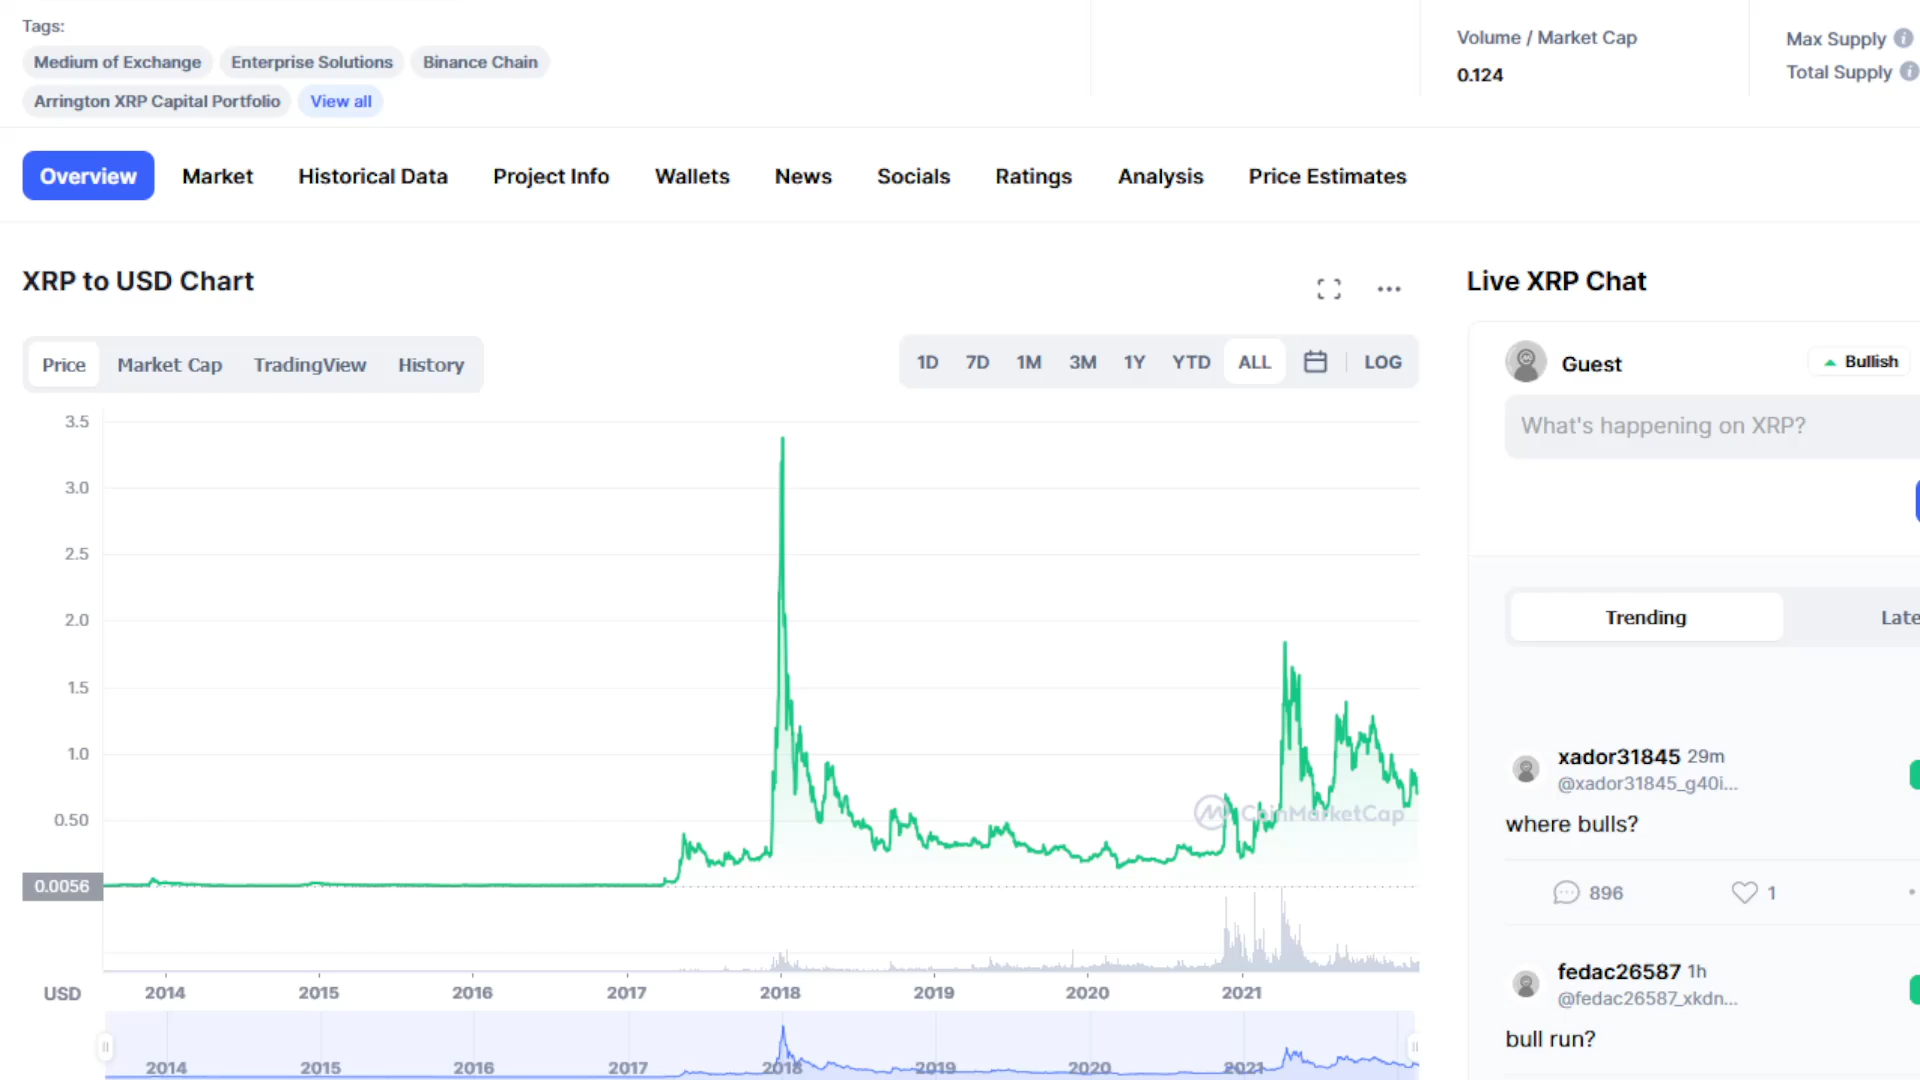 Tags:
Medium of Exchange Enterprise Solutions Binance Chain
Arrington XRP Capital Portfolio View all
Volume / Market Cap
0.124
Max Supply
Total Supply
Overview Market Historical Data Project Info Wallets News Socials Ratings Analysis Price Estimates
XRP to USD Chart
Price Market Cap TradingView History
1D 7D 1M 3M 1Y YTD ALL LOG
3.5
3.0
2.5
2.0
1.5
1.0
0.50
0.0056
CoinMarketCap
USD 2014 2015 2016 2017 2018 2019 2020 2021
2014 2015 2016 2017 2018 2019 2020 2021
Live XRP Chat
Guest Bullish
What's happening on XRP?
Trending Late
xador31845 29m
@xador31845_g40i...
where bulls?
896 1
fedac26587 1h
@fedac26587_xkdn...
bull run?